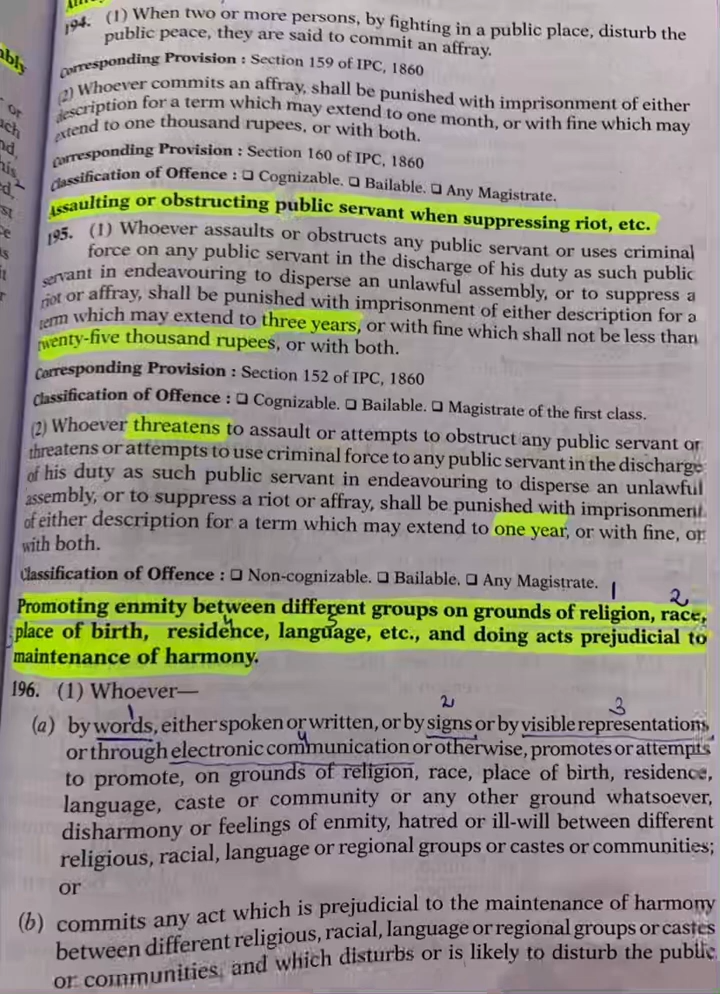 194. (1) When two or more persons, by fighting in a public place, disturb the
public peace, they are said to commit an affray.
Corresponding Provision : Section 159 of IPC, 1860
(2) Whoever commits an affray, shall be punished with imprisonment of either
description for a term which may extend to one month, or with fine which may
extend to one thousand rupees, or with both.
Corresponding Provision : Section 160 of IPC, 1860
Classification of Offence : ❑ Cognizable. ❑ Bailable. ❑ Any Magistrate.
Assaulting or obstructing public servant when suppressing riot, etc.
195. (1) Whoever assaults or obstructs any public servant or uses criminal
force on any public servant in the discharge of his duty as such public
servant in endeavouring to disperse an unlawful assembly, or to suppress a
riot or affray, shall be punished with imprisonment of either description for a
term which may extend to three years, or with fine which shall not be less than
twenty-five thousand rupees, or with both.
Corresponding Provision : Section 152 of IPC, 1860
Classification of Offence : ❑ Cognizable. ❑ Bailable. ❑ Magistrate of the first class.
(2) Whoever threatens to assault or attempts to obstruct any public servant or
threatens or attempts to use criminal force to any public servant in the discharge
of his duty as such public servant in endeavouring to disperse an unlawful
assembly, or to suppress a riot or affray, shall be punished with imprisonment
of either description for a term which may extend to one year, or with fine, or
with both.
Classification of Offence : ❑ Non-cognizable. ❑ Bailable. ❑ Any Magistrate.
1 2
Promoting enmity between different groups on grounds of religion, race,
4 5
place of birth, residence, language, etc., and doing acts prejudicial to
maintenance of harmony.
196. (1) Whoever—
1 2 3
(a) by words, either spoken or written, or by signs or by visible representations
4
or through electronic communication or otherwise, promotes or attempts
to promote, on grounds of religion, race, place of birth, residence,
language, caste or community or any other ground whatsoever,
disharmony or feelings of enmity, hatred or ill-will between different
religious, racial, language or regional groups or castes or communities;
or
(b) commits any act which is prejudicial to the maintenance of harmony
between different religious, racial, language or regional groups or castes
or communities, and which disturbs or is likely to disturb the public